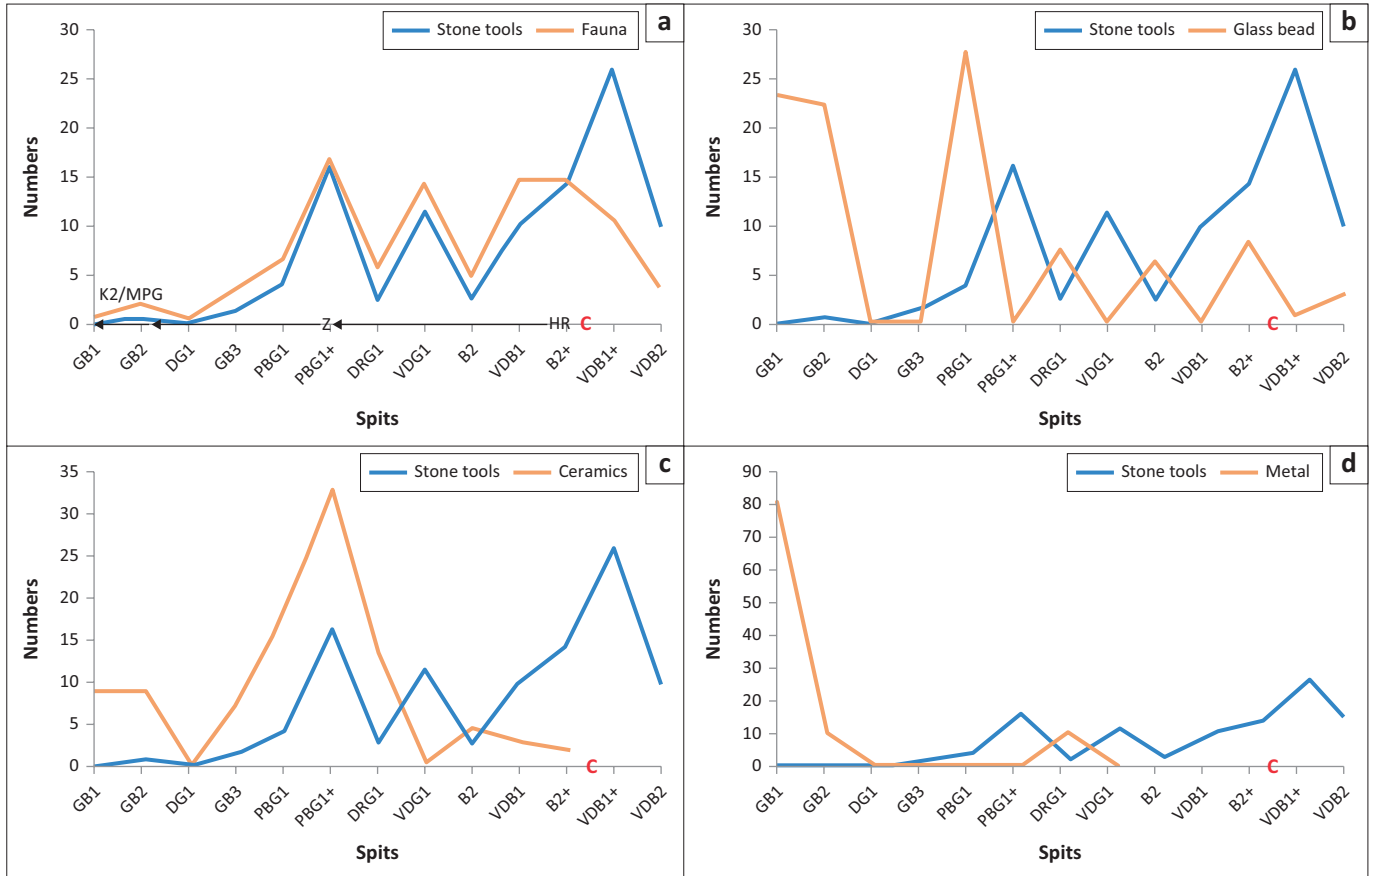 a
Stone tools Fauna
30
25
20
15
10
5
0
Numbers
K2/MPG
Z HR C
GB1 GB2 DG1 GB3 PBG1 PBG1+ DRG1 VDG1 B2 VDB1 B2+ VDB1+ VDB2
Spits
b
Stone tools Glass bead
30
25
20
15
10
5
0
Numbers
C
GB1 GB2 DG1 GB3 PBG1 PBG1+ DRG1 VDG1 B2 VDB1 B2+ VDB1+ VDB2
Spits
c
Stone tools Ceramics
35
30
25
20
15
10
5
0
Numbers
C
GB1 GB2 DG1 GB3 PBG1 PBG1+ DRG1 VDG1 B2 VDB1 B2+ VDB1+ VDB2
Spits
d
Stone tools Metal
90
80
70
60
50
40
30
20
10
0
Numbers
C
GB1 GB2 DG1 GB3 PBG1 PBG1+ DRG1 VDG1 B2 VDB1 B2+ VDB1+ VDB2
Spits